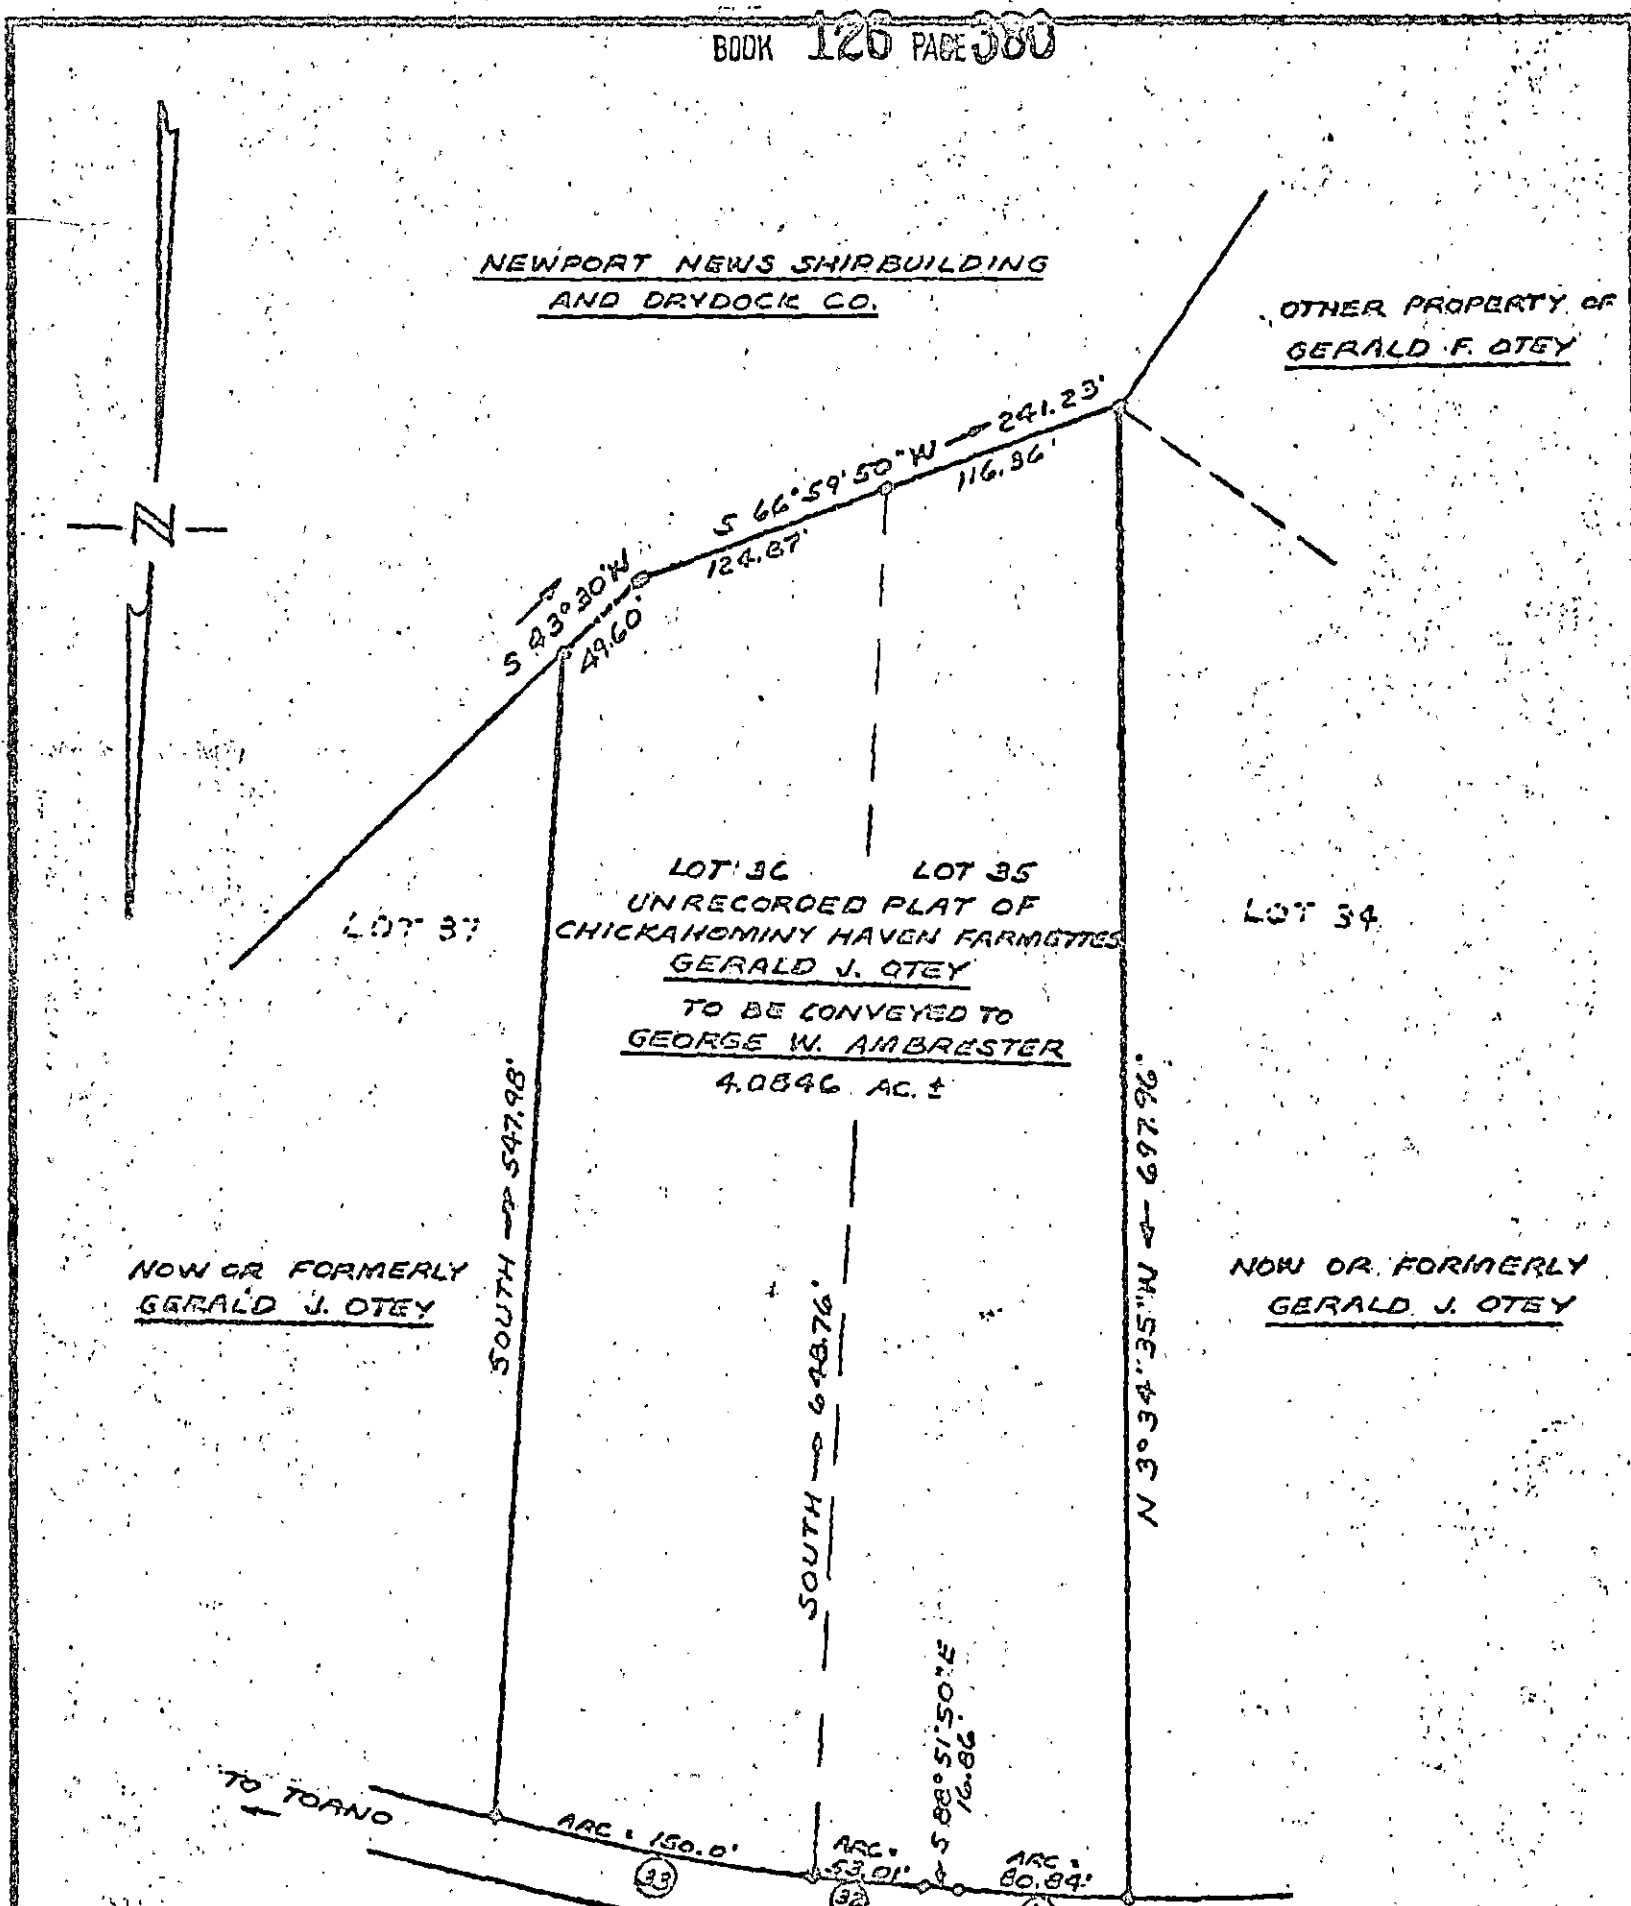 BOOK 126 PAGE 380
NEWPORT NEWS SHIPBUILDING
AND DRYDOCK CO.
OTHER PROPERTY OF
GERALD F. OTEY
S 66°59'50"W 241.23'
116.36'
124.87'
S 43°30'W
49.60'
N
LOT 36 LOT 35
UNRECORDED PLAT OF
CHICKAHOMINY HAVEN FARMETTES
GERALD J. OTEY
TO BE CONVEYED TO
GEORGE W. AMBRESTER
4.0846 AC. ±
LOT 37
LOT 34
SOUTH 547.98'
SOUTH 648.76'
N 3°34'35"W 697.96'
NOW OR FORMERLY
GERALD J. OTEY
NOW OR FORMERLY
GERALD J. OTEY
S 88°51'50"E
16.86'
TO TOANO
ARC = 150.0'
33
ARC =
53.01'
32
ARC =
80.84'